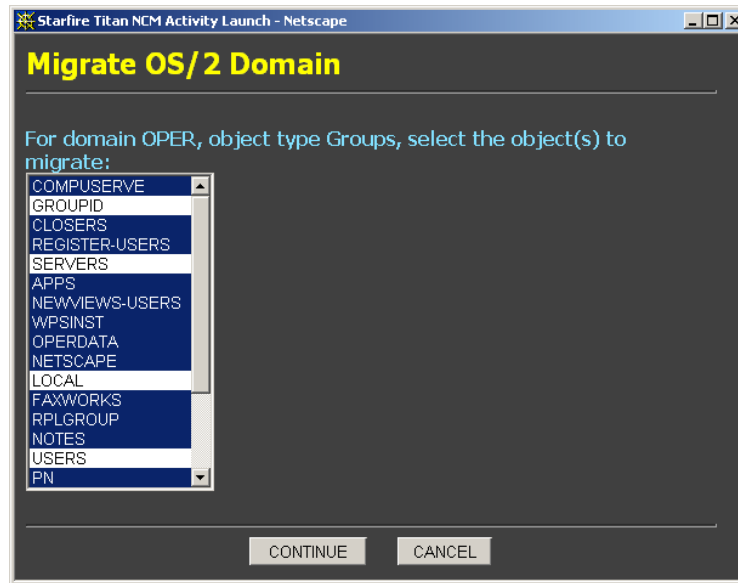 Starfire Titan NCM Activity Launch - Netscape
Migrate OS/2 Domain
For domain OPER, object type Groups, select the object(s) to
migrate:
COMPUSERVE
GROUPID
CLOSERS
REGISTER-USERS
SERVERS
APPS
NEWVIEWS-USERS
WPSINST
OPERDATA
NETSCAPE
LOCAL
FAXWORKS
RPLGROUP
NOTES
USERS
PN
CONTINUE CANCEL